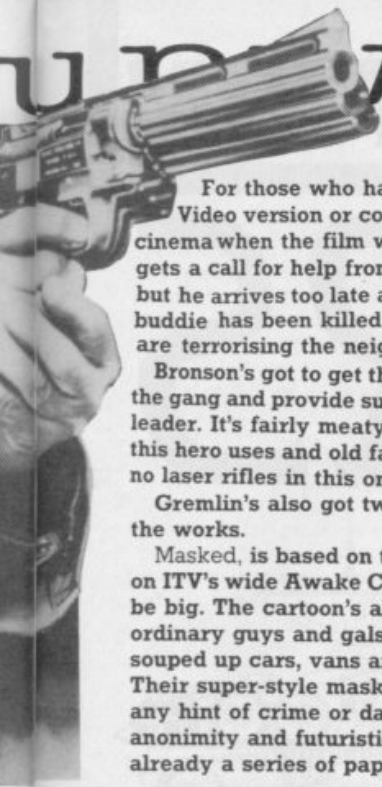 un
For those who ha
Video version or co
cinema when the film w
gets a call for help from
but he arrives too late a
buddie has been killed
are terrorising the neig
Bronson's got to get th
the gang and provide su
leader. It's fairly meaty
this hero uses and old fa
no laser rifles in this on
Gremlin's also got tw
the works.
Masked, is based on t
on ITV's wide Awake C
be big. The cartoon's a
ordinary guys and gals
souped up cars, vans a
Their super-style mask
any hint of crime or da
anonimity and futuristi
already a series of pap